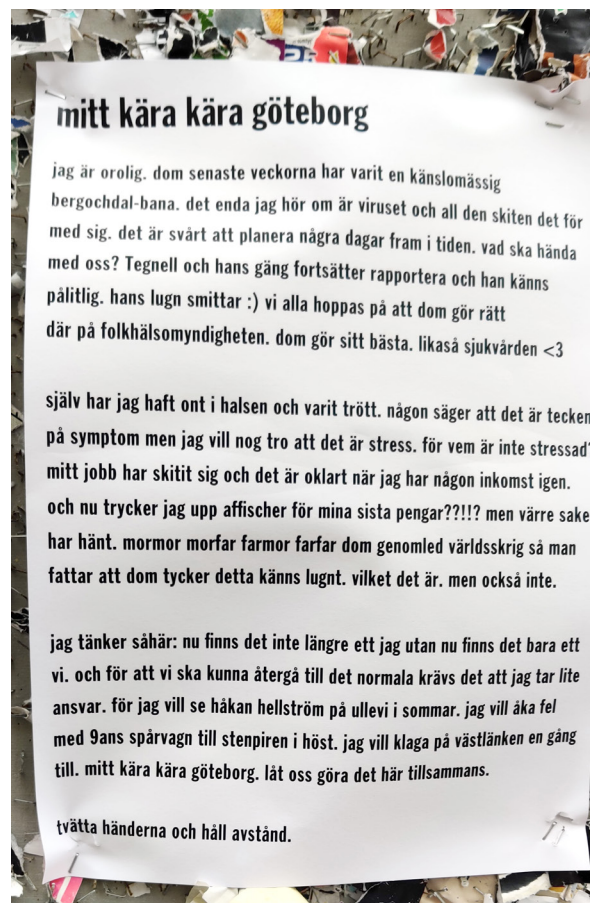 mitt kära kära göteborg
jag är orolig. dom senaste veckorna har varit en känslomässig
bergochdal-bana. det enda jag hör om är viruset och all den skiten det för
med sig. det är svårt att planera några dagar fram i tiden. vad ska hända
med oss? Tegnell och hans gäng fortsätter rapportera och han känns
pålitlig. hans lugn smittar :) vi alla hoppas på att dom gör rätt
där på folkhälsomyndigheten. dom gör sitt bästa. likaså sjukvården <3
själv har jag haft ont i halsen och varit trött. någon säger att det är tecken
på symptom men jag vill nog tro att det är stress. för vem är inte stressad?
mitt jobb har skitit sig och det är oklart när jag har någon inkomst igen.
och nu trycker jag upp affischer för mina sista pengar??!!? men värre sake
har hänt. mormor morfar farmor farfar dom genomled världsskrig så man
fattar att dom tycker detta känns lugnt. vilket det är. men också inte.
jag tänker såhär: nu finns det inte längre ett jag utan nu finns det bara ett
vi. och för att vi ska kunna återgå till det normala krävs det att jag tar lite
ansvar. för jag vill se håkan hellström på ullevi i sommar. jag vill åka fel
med 9ans spårvagn till stenpiren i höst. jag vill klaga på västlänken en gång
till. mitt kära kära göteborg. låt oss göra det här tillsammans.
tvätta händerna och håll avstånd.